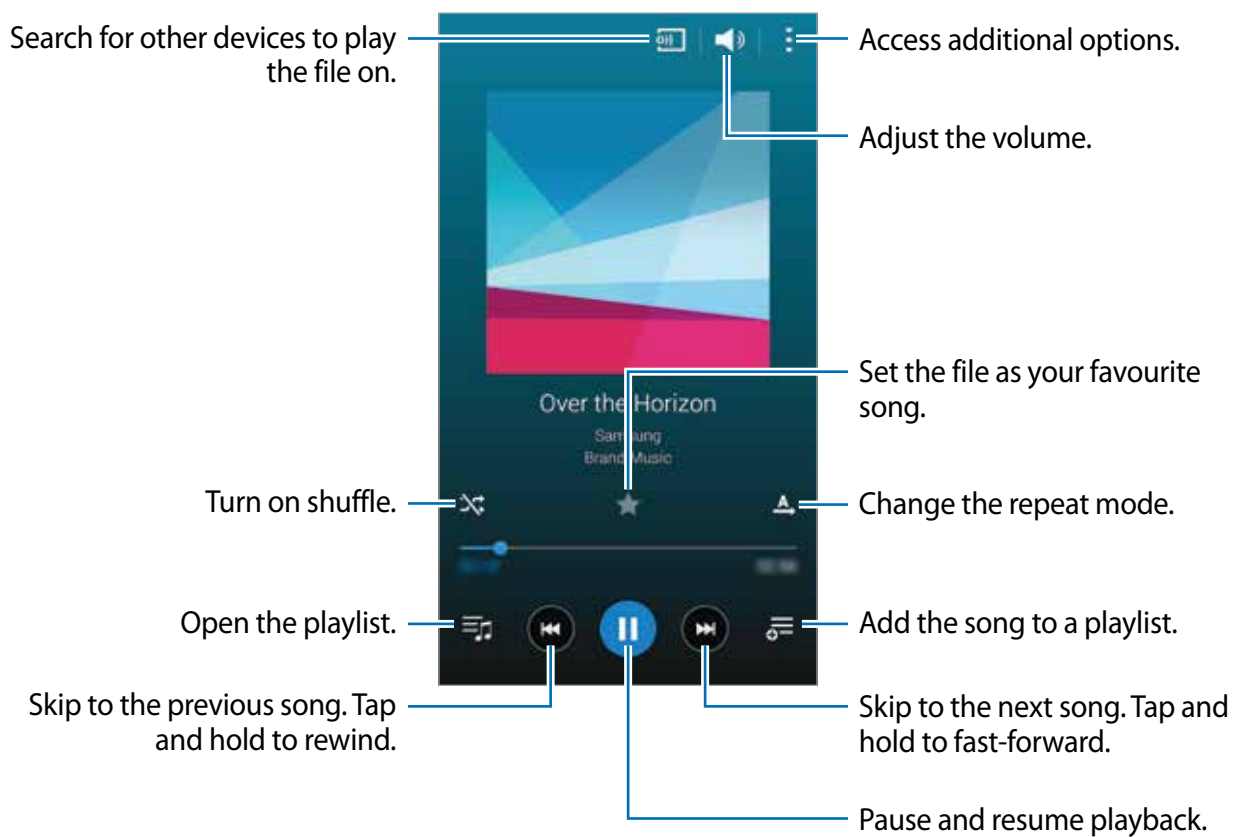 Search for other devices to play
the file on.
Access additional options.
Adjust the volume.
Set the file as your favourite
song.
Over the Horizon
Samsung
Brand Music
Turn on shuffle.
A
Change the repeat mode.
Open the playlist.
Add the song to a playlist.
Skip to the previous song. Tap
and hold to rewind.
Skip to the next song. Tap and
hold to fast-forward.
Pause and resume playback.